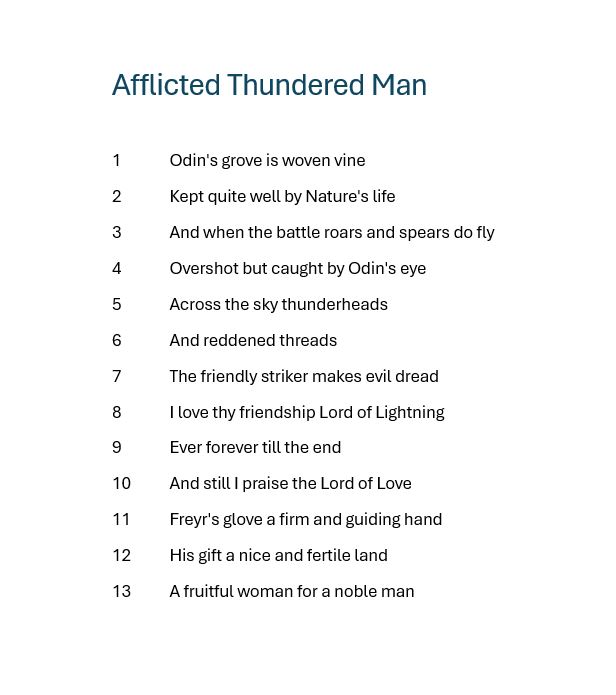 Afflicted Thundered Man
1 Odin's grove is woven vine
2 Kept quite well by Nature's life
3 And when the battle roars and spears do fly
4 Overshot but caught by Odin's eye
5 Across the sky thunderheads
6 And reddened threads
7 The friendly striker makes evil dread
8 I love thy friendship Lord of Lightning
9 Ever forever till the end
10 And still I praise the Lord of Love
11 Freyr's glove a firm and guiding hand
12 His gift a nice and fertile land
13 A fruitful woman for a noble man